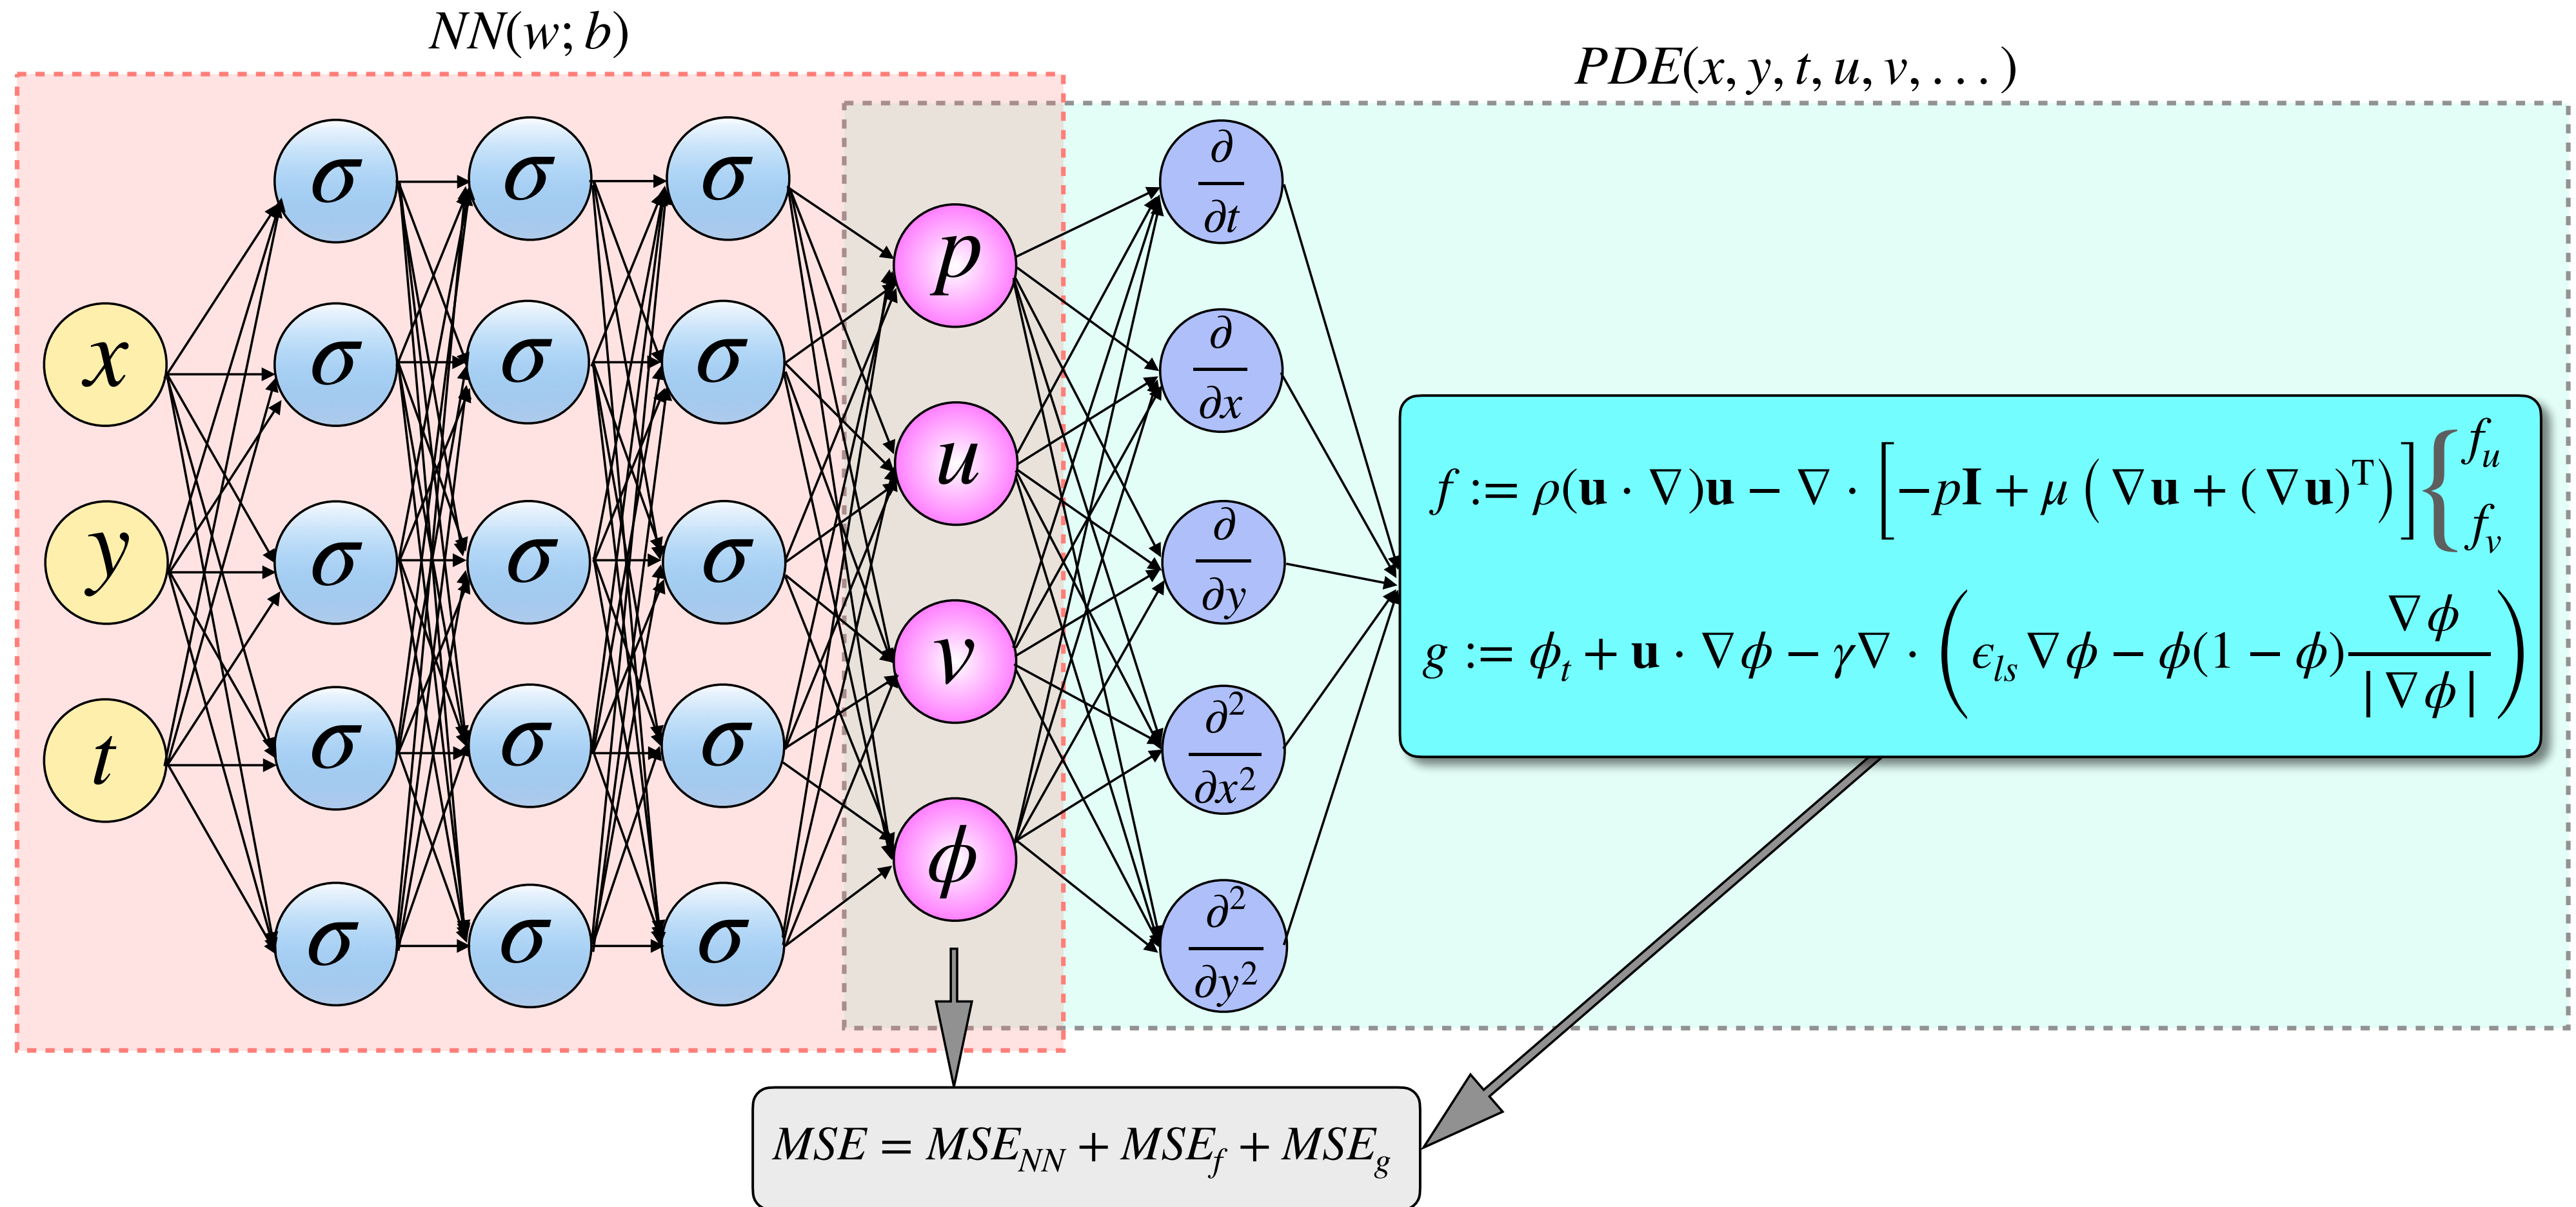 NN(w; b)
PDE(x, y, t, u, v, . . . )
x
y
t
σ σ σ
σ σ σ
σ σ σ
σ σ σ
σ σ σ
p
u
v
ϕ
∂/∂t
∂/∂x
∂/∂y
∂²/∂x²
∂²/∂y²
f := ρ(𝐮 · ∇)𝐮 − ∇ · [−p𝐈 + μ (∇𝐮 + (∇𝐮)ᵀ)] { f_u f_v
g := ϕ_t + 𝐮 · ∇ϕ − γ∇ · (ϵ_ls ∇ϕ − ϕ(1 − ϕ) ∇ϕ/|∇ϕ|)
MSE = MSE_NN + MSE_f + MSE_g